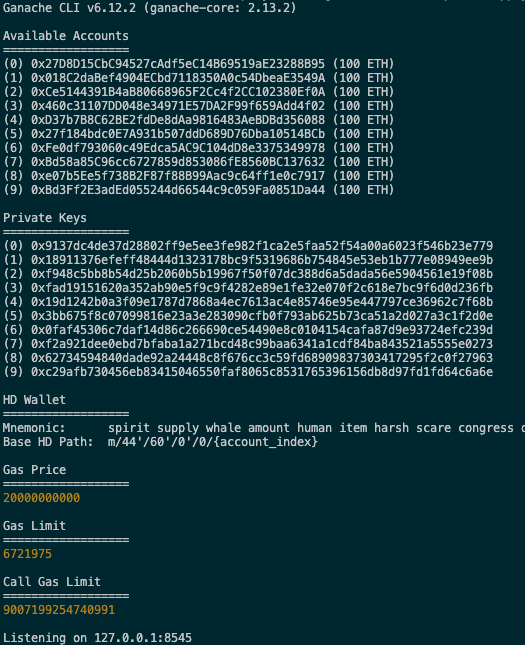 Ganache CLI v6.12.2 (ganache-core: 2.13.2)
Available Accounts
==================
(0) 0x27D8D15CbC94527cAdf5eC14B69519aE23288B95 (100 ETH)
(1) 0x018C2daBef4904ECbd7118350A0c54DbeaE3549A (100 ETH)
(2) 0xCe5144391B4aB80668965F2Cc4f2CC102380Ef0A (100 ETH)
(3) 0x460c31107DD048e34971E57DA2F99f659Add4f02 (100 ETH)
(4) 0xD37b7B8C62BE2fdDe8dAa9816483AeBDBd356088 (100 ETH)
(5) 0x27f184bdc0E7A931b507ddD689D76Dba10514BCb (100 ETH)
(6) 0xFe0df793060c49Edca5AC9C104dD8e3375349978 (100 ETH)
(7) 0xBd58a85C96cc6727859d853086fE8560BC137632 (100 ETH)
(8) 0xe07b5Ee5f738B2F87f88B99Aac9c64ff1e0c7917 (100 ETH)
(9) 0xBd3Ff2E3adEd055244d66544c9c059Fa0851Da44 (100 ETH)
Private Keys
==================
(0) 0x9137dc4de37d28802ff9e5ee3fe982f1ca2e5faa52f54a00a6023f546b23e779
(1) 0x18911376efeff48444d1323178bc9f5319686b754845e53eb1b777e08949ee9b
(2) 0xf948c5bb8b54d25b2060b5b19967f50f07dc388d6a5dada56e5904561e19f08b
(3) 0xfad19151620a352ab90e5f9c9f4282e89e1fe32e070f2c618e7bc9f6d0d236fb
(4) 0x19d1242b0a3f09e1787d7868a4ec7613ac4e85746e95e447797ce36962c7f68b
(5) 0x3bb675f8c07099816e23a3e283090cfb0f793ab625b73ca51a2d027a3c1f2d0e
(6) 0x0faf45306c7daf14d86c266690ce54490e8c0104154cafa87d9e93724efc239d
(7) 0xf2a921dee0ebd7bfaba1a271bcd48c99baa6341a1cdf84ba843521a5555e0273
(8) 0x62734594840dade92a24448c8f676cc3c59fd68909837303417295f2c0f27963
(9) 0xc29afb730456eb83415046550faf8065c8531765396156db8d97fd1fd64c6a6e
HD Wallet
==================
Mnemonic:      spirit supply whale amount human item harsh scare congress
Base HD Path:  m/44'/60'/0'/0/{account_index}
Gas Price
==================
20000000000
Gas Limit
==================
6721975
Call Gas Limit
==================
9007199254740991
Listening on 127.0.0.1:8545